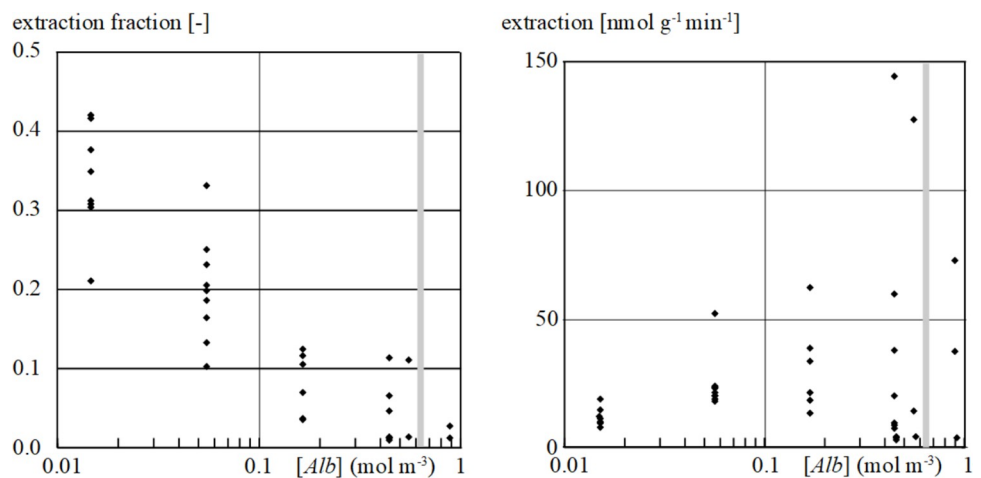 extraction fraction [-]
0.5
0.4
0.3
0.2
0.1
0.0
0.01 0.1 [Alb] (mol m⁻³) 1
extraction [nmol g⁻¹ min⁻¹]
150
100
50
0
0.01 0.1 [Alb] (mol m⁻³) 1